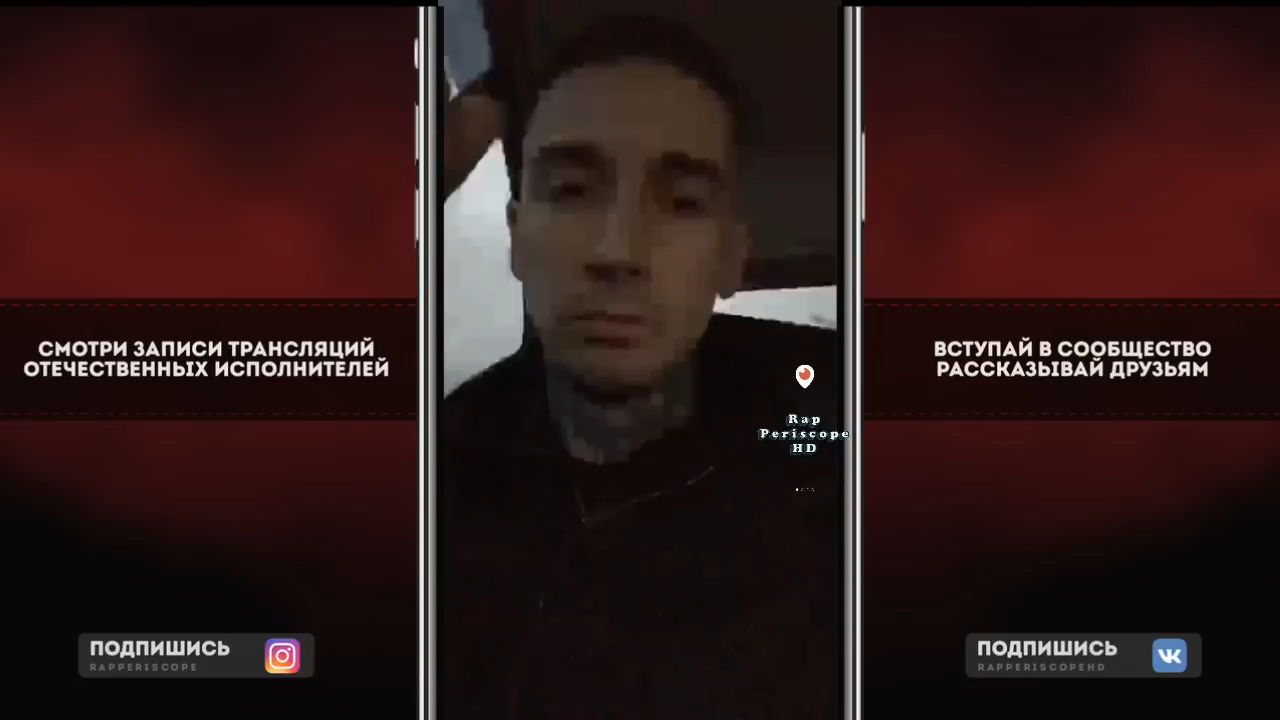 СМОТРИ ЗАПИСИ ТРАНСЛЯЦИЙ
ОТЕЧЕСТВЕННЫХ ИСПОЛНИТЕЛЕЙ
ВСТУПАЙ В СООБЩЕСТВО
РАССКАЗЫВАЙ ДРУЗЬЯМ
Rap
Periscope
HD
ПОДПИШИСЬ
RAPPERISCOPE
ПОДПИШИСЬ
RAPPERISCOPEHD